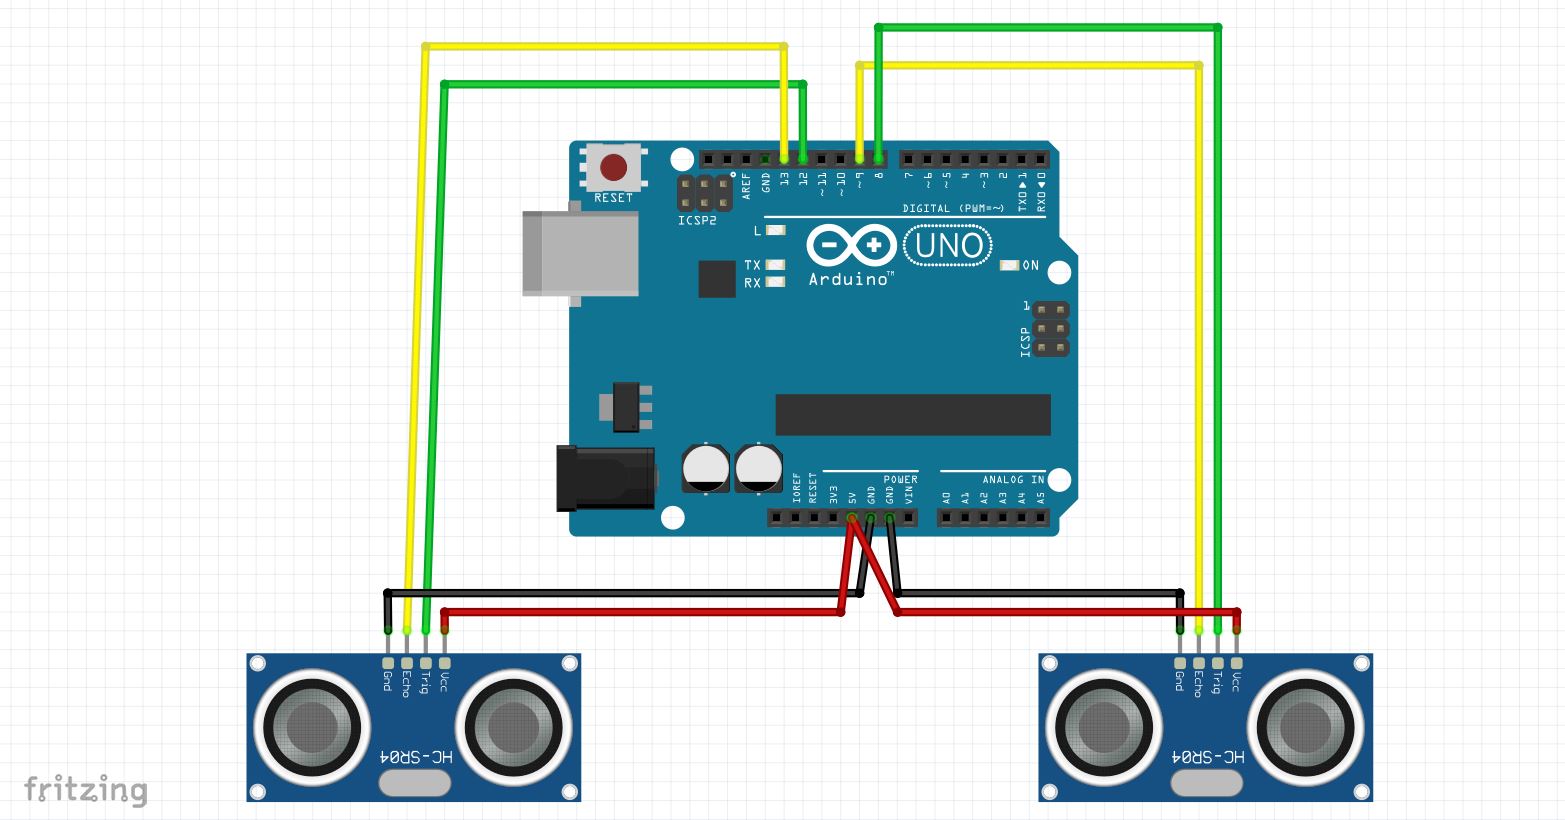 RESET
ICSP2
AREF
GND
13
12
~11
~10
~9
8
7
~6
~5
4
~3
2
TX0▶1
RX0◀0
DIGITAL (PWM=~)
L
TX
RX
Arduino™
UNO
ON
1
ICSP
IOREF
RESET
3V3
5V
GND
GND
VIN
POWER
ANALOG IN
A0
A1
A2
A3
A4
A5
Gnd
Echo
Trig
Vcc
HC-SR04
Gnd
Echo
Trig
Vcc
HC-SR04
fritzing